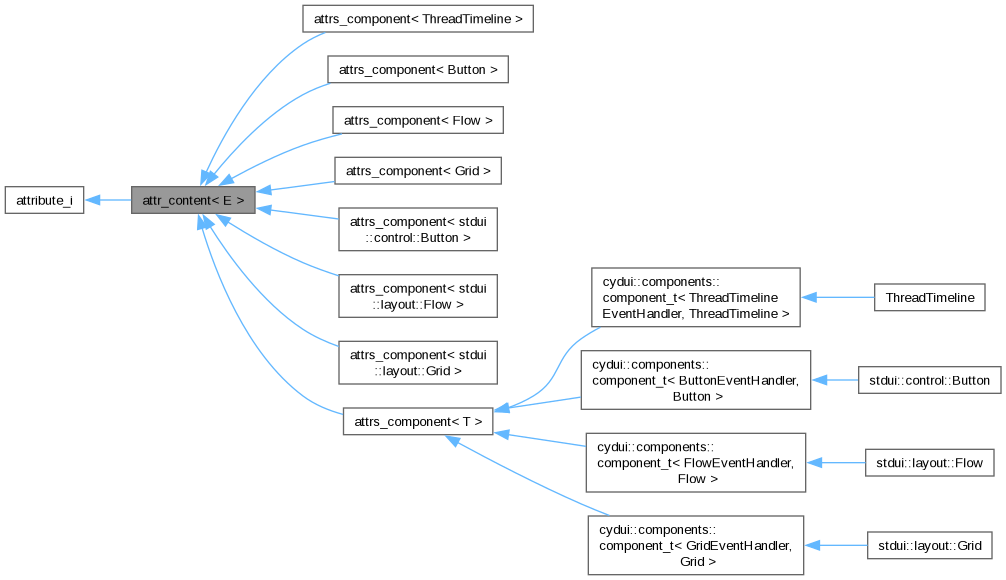 attrs_component< ThreadTimeline >
attrs_component< Button >
attrs_component< Flow >
attrs_component< Grid >
attribute_i
attr_content< E >
attrs_component< stdui
::control::Button >
attrs_component< stdui
::layout::Flow >
attrs_component< stdui
::layout::Grid >
attrs_component< T >
cydui::components::
component_t< ThreadTimeline
EventHandler, ThreadTimeline >
ThreadTimeline
cydui::components::
component_t< ButtonEventHandler,
Button >
stdui::control::Button
cydui::components::
component_t< FlowEventHandler,
Flow >
stdui::layout::Flow
cydui::components::
component_t< GridEventHandler,
Grid >
stdui::layout::Grid